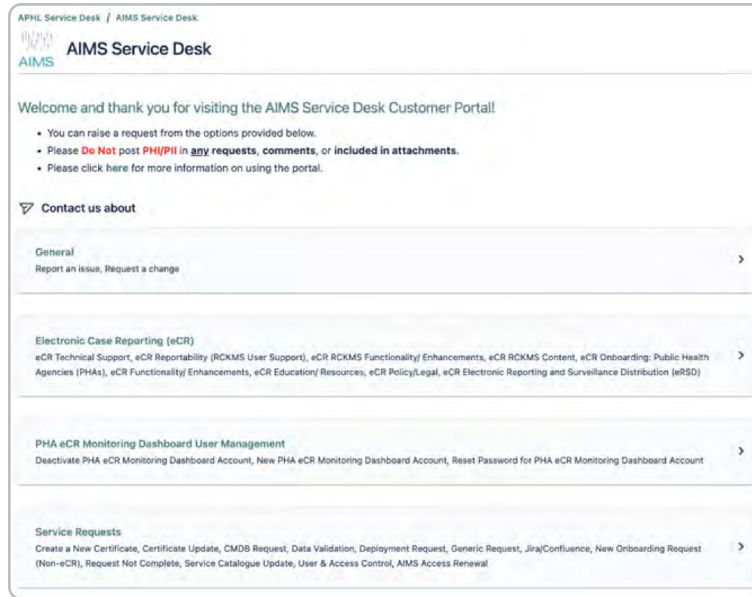 APHL Service Desk / AIMS Service Desk
AIMS
AIMS Service Desk
Welcome and thank you for visiting the AIMS Service Desk Customer Portal!
• You can raise a request from the options provided below.
• Please Do Not post PHI/PII in any requests, comments, or included in attachments.
• Please click here for more information on using the portal.
Contact us about
General
Report an issue, Request a change
Electronic Case Reporting (eCR)
eCR Technical Support, eCR Reportability (RCKMS User Support), eCR RCKMS Functionality/ Enhancements, eCR RCKMS Content, eCR Onboarding: Public Health
Agencies (PHAs), eCR Functionality/ Enhancements, eCR Education/ Resources, eCR Policy/Legal, eCR Electronic Reporting and Surveillance Distribution (eRSD)
PHA eCR Monitoring Dashboard User Management
Deactivate PHA eCR Monitoring Dashboard Account, New PHA eCR Monitoring Dashboard Account, Reset Password for PHA eCR Monitoring Dashboard Account
Service Requests
Create a New Certificate, Certificate Update, CMDB Request, Data Validation, Deployment Request, Generic Request, Jira/Confluence, New Onboarding Request
(Non-eCR), Request Not Complete, Service Catalogue Update, User & Access Control, AIMS Access Renewal